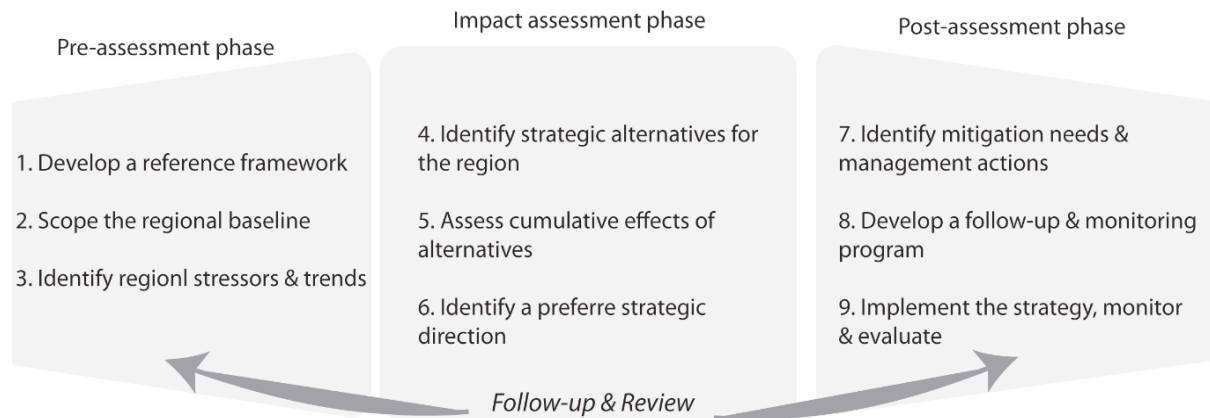 Pre-assessment phase
1. Develop a reference framework
2. Scope the regional baseline
3. Identify regionl stressors & trends
Impact assessment phase
4. Identify strategic alternatives for
the region
5. Assess cumulative effects of
alternatives
6. Identify a preferre strategic
direction
Post-assessment phase
7. Identify mitigation needs &
management actions
8. Develop a follow-up & monitoring
program
9. Implement the strategy, monitor
& evaluate
Follow-up & Review